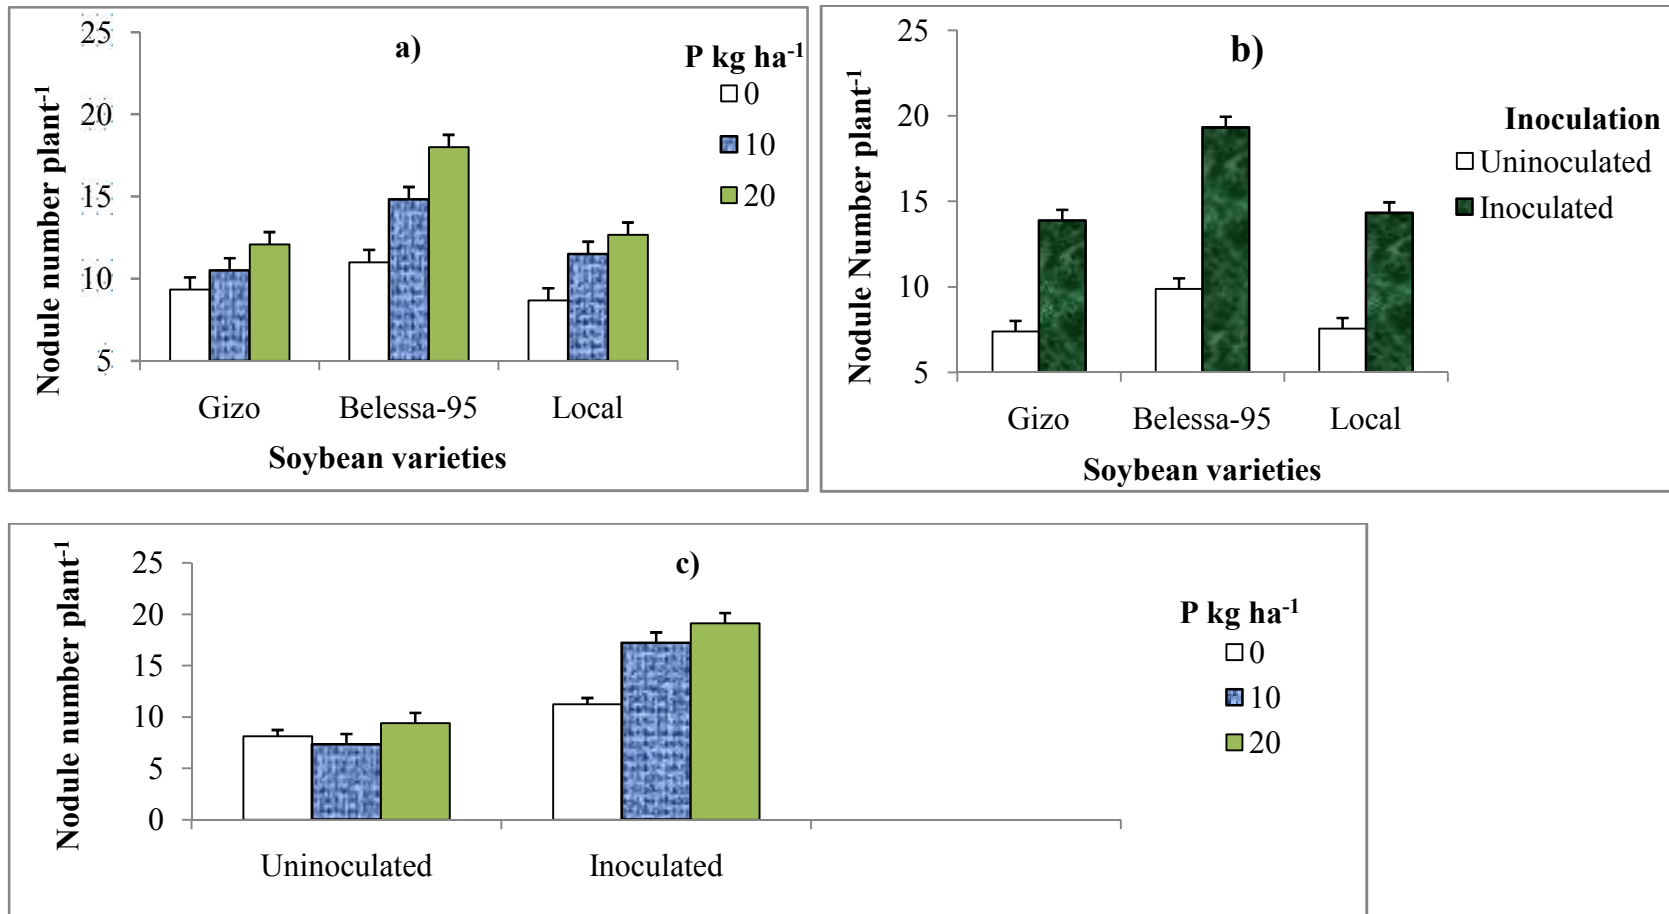 a)
Nodule number plant-1
25
20
15
10
5
Gizo Belessa-95 Local
Soybean varieties
P kg ha-1
0
10
20
b)
Nodule Number plant-1
25
20
15
10
5
Gizo Belessa-95 Local
Soybean varieties
Inoculation
Uninoculated
Inoculated
c)
Nodule number plant-1
25
20
15
10
5
0
Uninoculated Inoculated
P kg ha-1
0
10
20